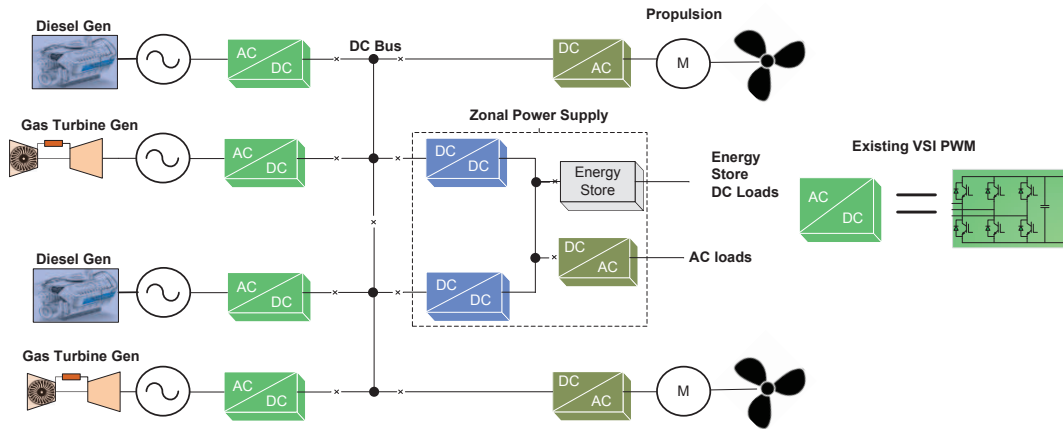 Diesel Gen
AC
DC
DC Bus
DC
AC
Propulsion
M
Gas Turbine Gen
AC
DC
Zonal Power Supply
DC
DC
Energy
Store
Energy
Store
DC Loads
Existing VSI PWM
AC
DC
Diesel Gen
AC
DC
DC
DC
DC
AC
AC loads
Gas Turbine Gen
AC
DC
DC
AC
M